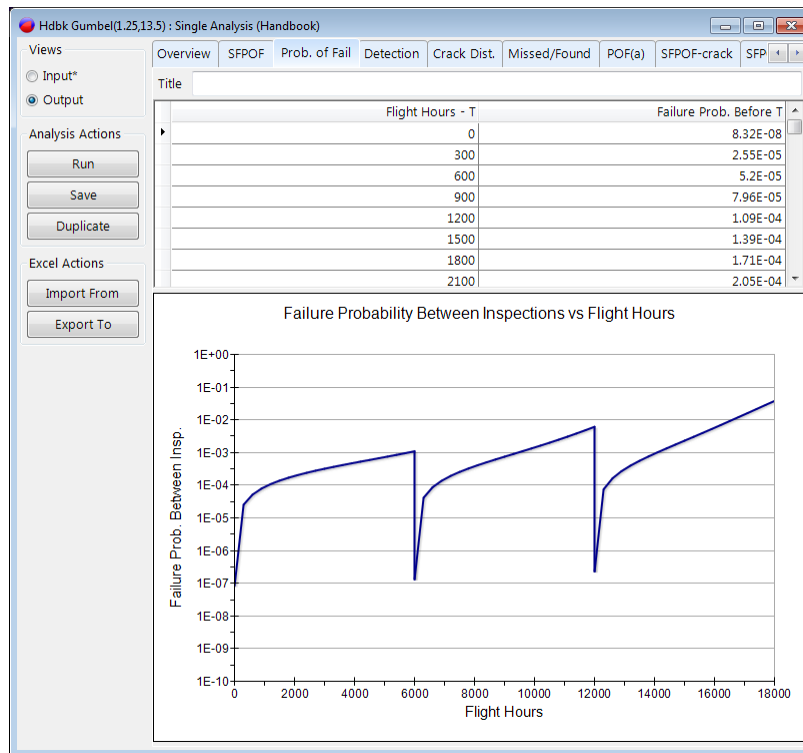 Hdbk Gumbel(1.25,13.5) : Single Analysis (Handbook)
Views
Input*
Output
Analysis Actions
Run
Save
Duplicate
Excel Actions
Import From
Export To
Overview SFPOF Prob. of Fail Detection Crack Dist. Missed/Found POF(a) SFPOF-crack SFP
Title
Flight Hours - T Failure Prob. Before T
0 8.32E-08
300 2.55E-05
600 5.2E-05
900 7.96E-05
1200 1.09E-04
1500 1.39E-04
1800 1.71E-04
2100 2.05E-04
Failure Probability Between Inspections vs Flight Hours
Failure Prob. Between Insp.
1E+00
1E-01
1E-02
1E-03
1E-04
1E-05
1E-06
1E-07
1E-08
1E-09
1E-10
0 2000 4000 6000 8000 10000 12000 14000 16000 18000
Flight Hours